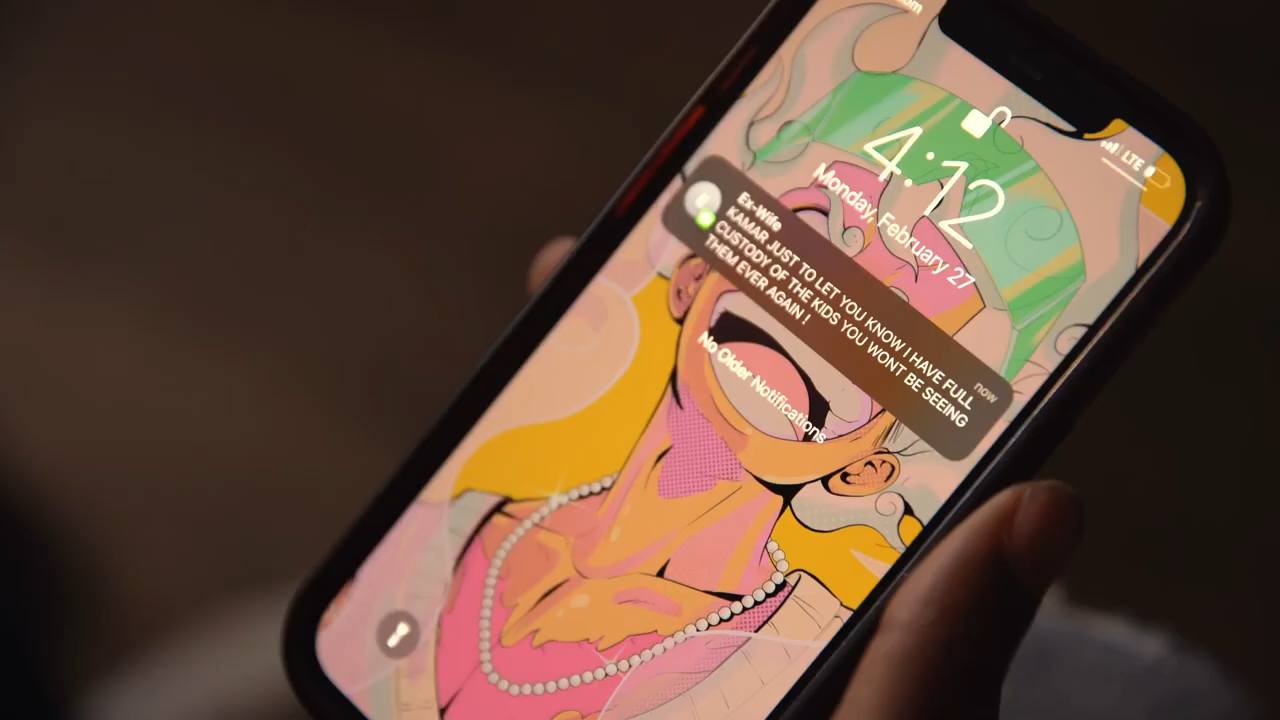 LTE
4:12
Monday, February 27
Ex-Wife
now
KAMAR JUST TO LET YOU KNOW I HAVE FULL
CUSTODY OF THE KIDS YOU WONT BE SEEING
THEM EVER AGAIN !
No Older Notifications